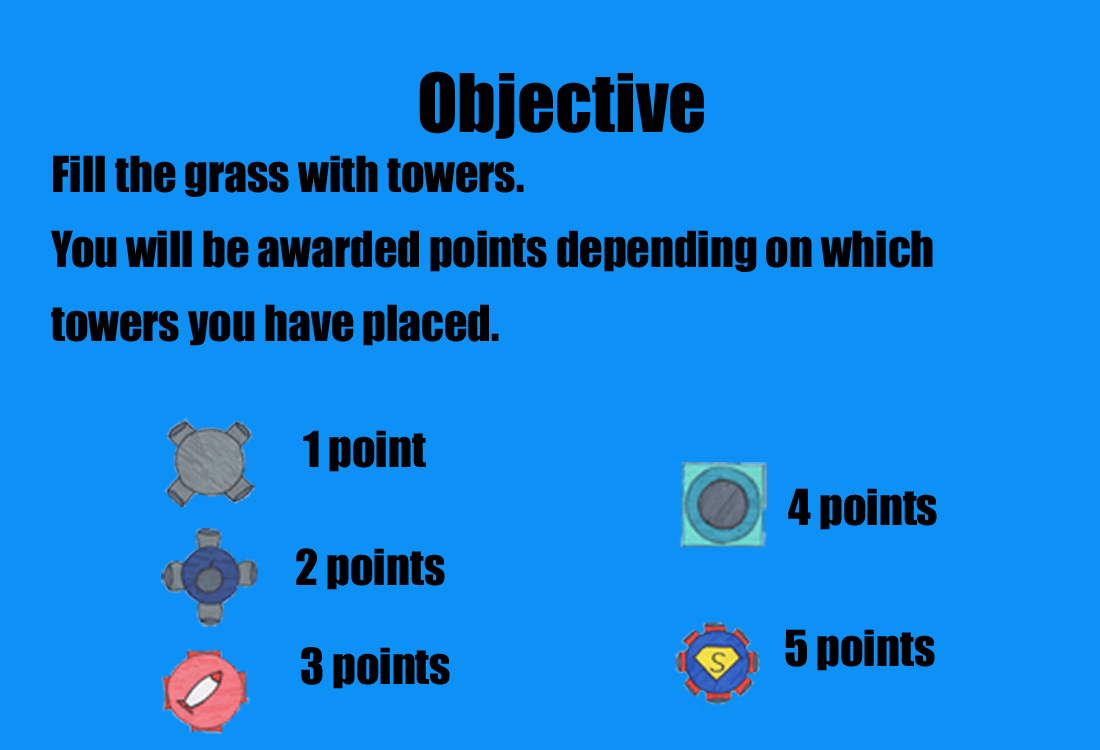 Objective
Fill the grass with towers.
You will be awarded points depending on which
towers you have placed.
1 point
2 points
3 points
4 points
S
5 points